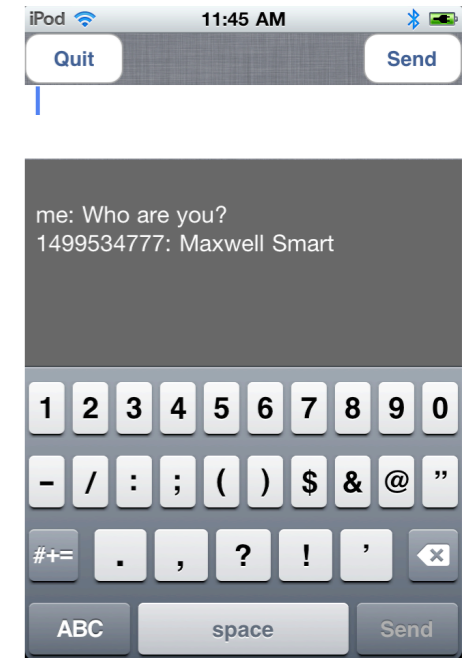 iPod 11:45 AM
Quit Send
me: Who are you?
1499534777: Maxwell Smart
1 2 3 4 5 6 7 8 9 0
- / : ; ( ) $ & @ ”
#+= . , ? ! ’
ABC space Send